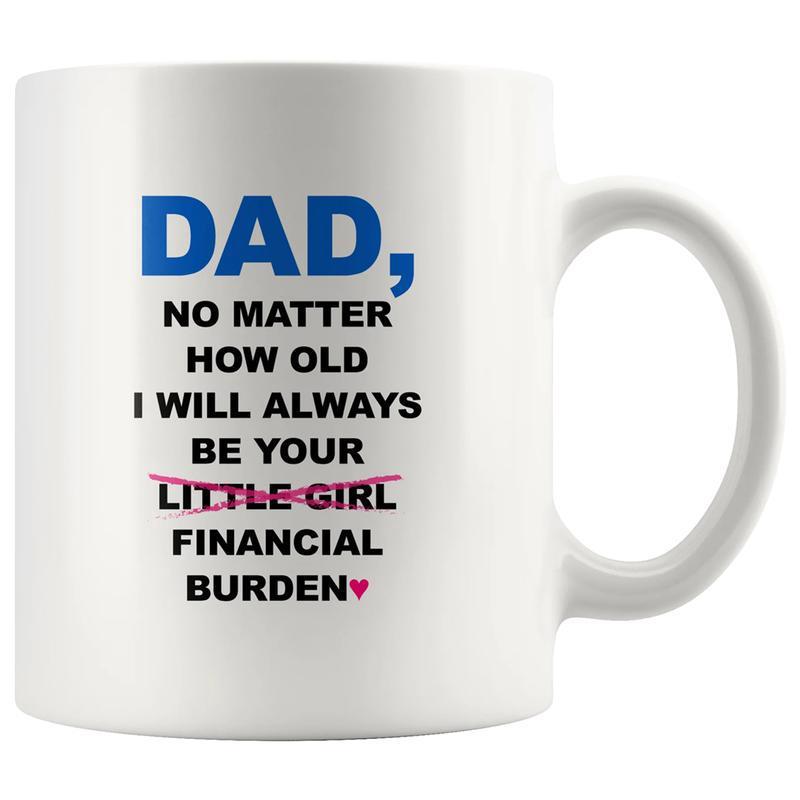 DAD,
NO MATTER
HOW OLD
I WILL ALWAYS
BE YOUR
LITTLE GIRL
FINANCIAL
BURDEN♥